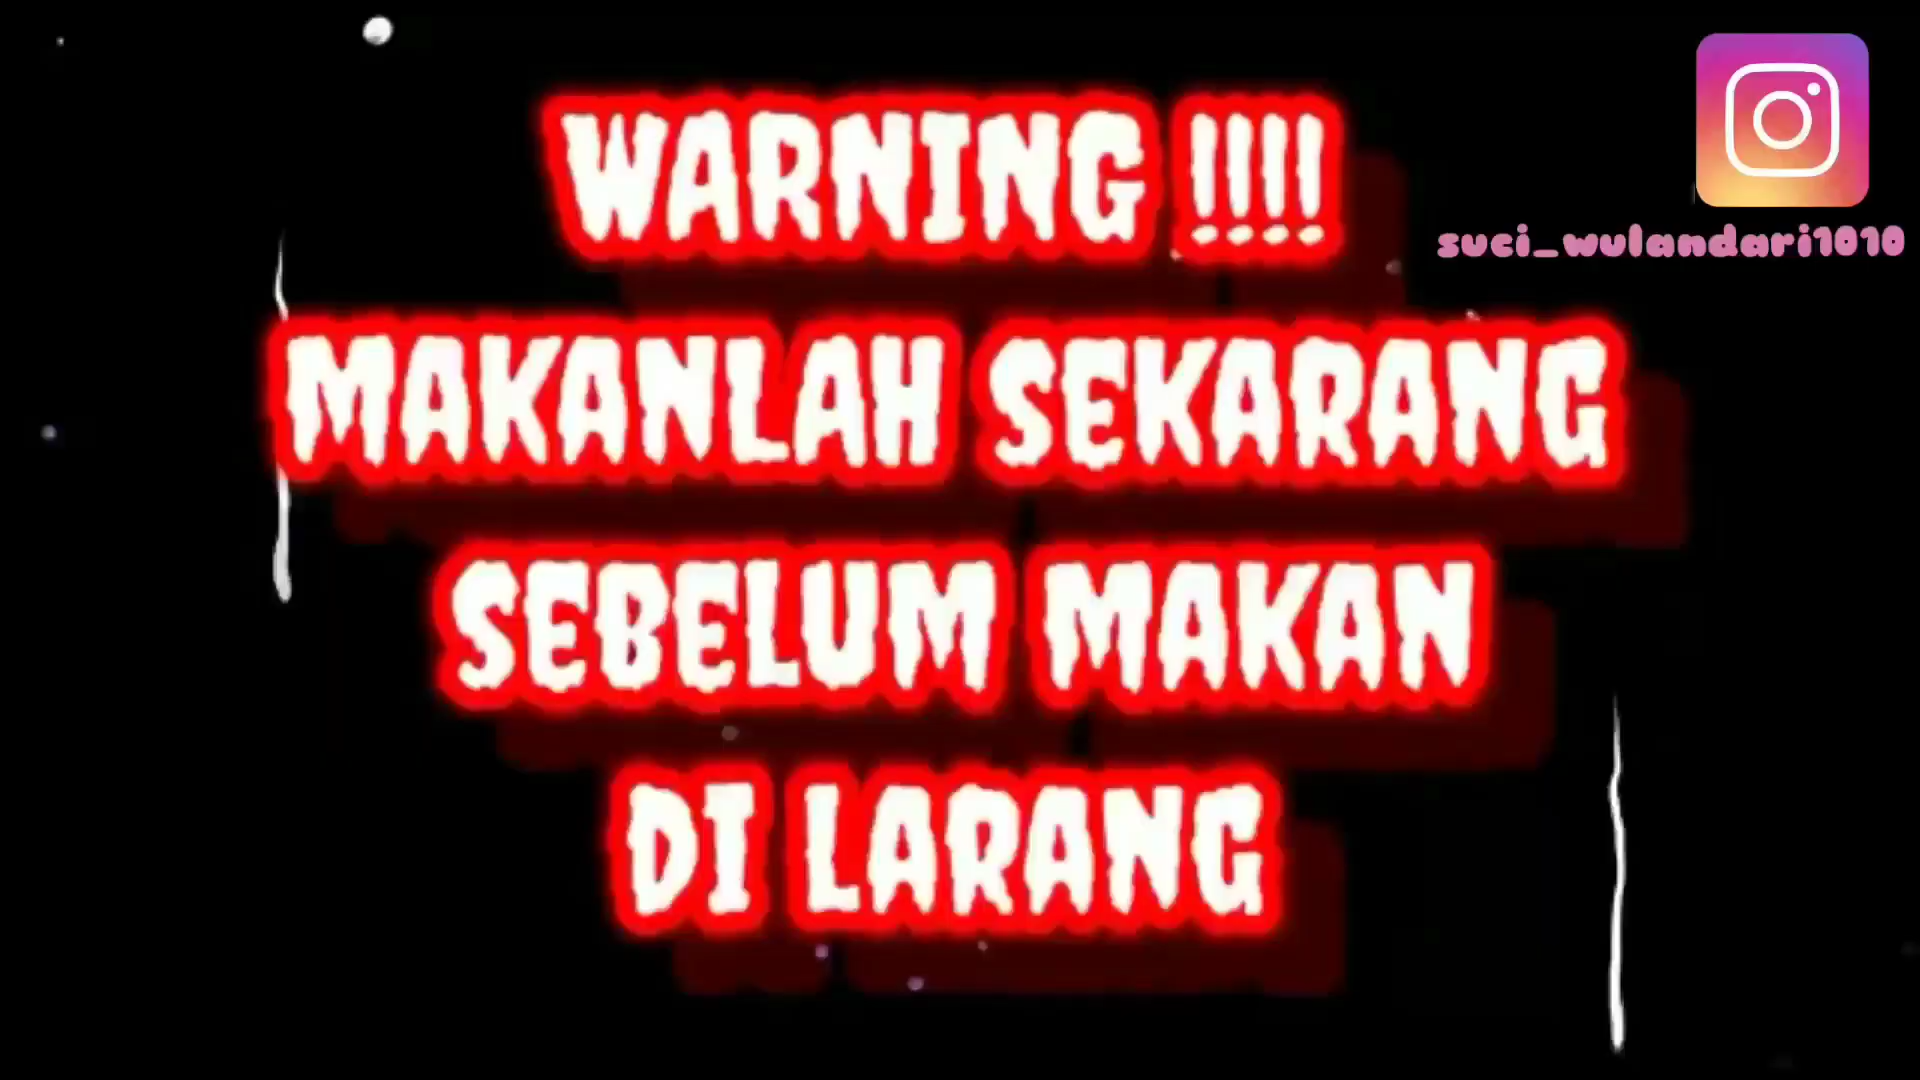 WARNING !!!!
MAKANLAH SEKARANG
SEBELUM MAKAN
DI LARANG
suci_wulandari1010